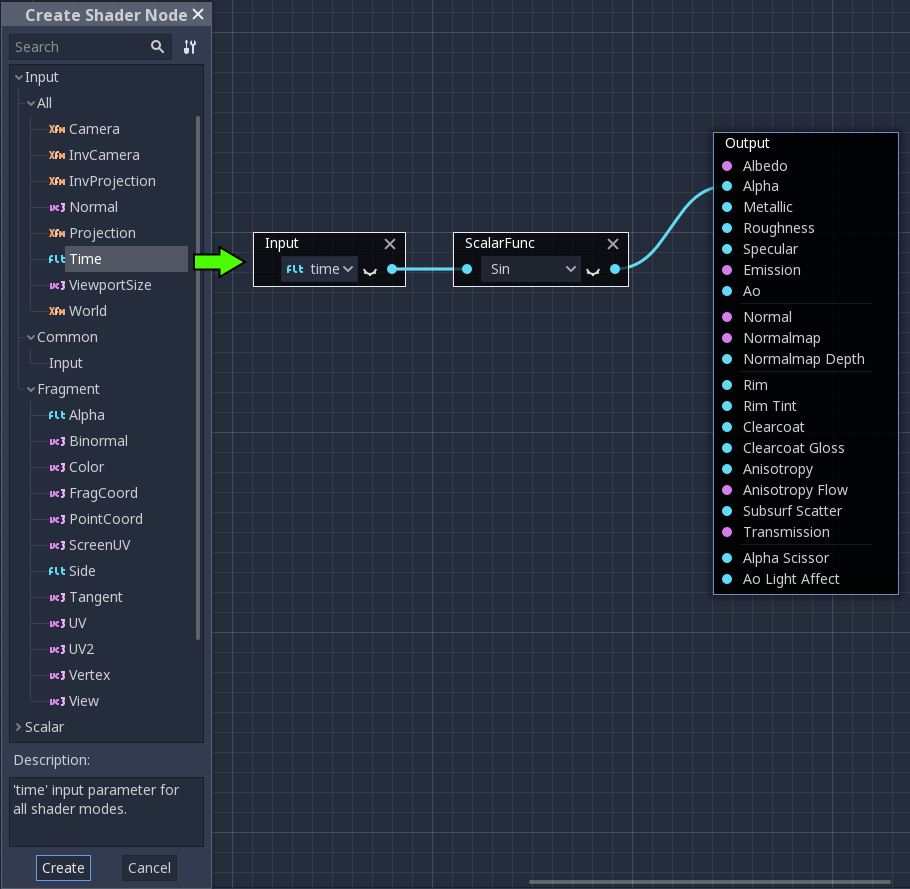 Create Shader Node
Search
Input
All
Xfm Camera
Xfm InvCamera
Xfm InvProjection
vc3 Normal
Xfm Projection
flt Time
vc3 ViewportSize
Xfm World
Common
Input
Fragment
flt Alpha
vc3 Binormal
vc3 Color
vc3 FragCoord
vc3 PointCoord
vc3 ScreenUV
flt Side
vc3 Tangent
vc3 UV
vc3 UV2
vc3 Vertex
vc3 View
Scalar
Description:
'time' input parameter for
all shader modes.
Create Cancel
Input
flt time
ScalarFunc
Sin
Output
Albedo
Alpha
Metallic
Roughness
Specular
Emission
Ao
Normal
Normalmap
Normalmap Depth
Rim
Rim Tint
Clearcoat
Clearcoat Gloss
Anisotropy
Anisotropy Flow
Subsurf Scatter
Transmission
Alpha Scissor
Ao Light Affect